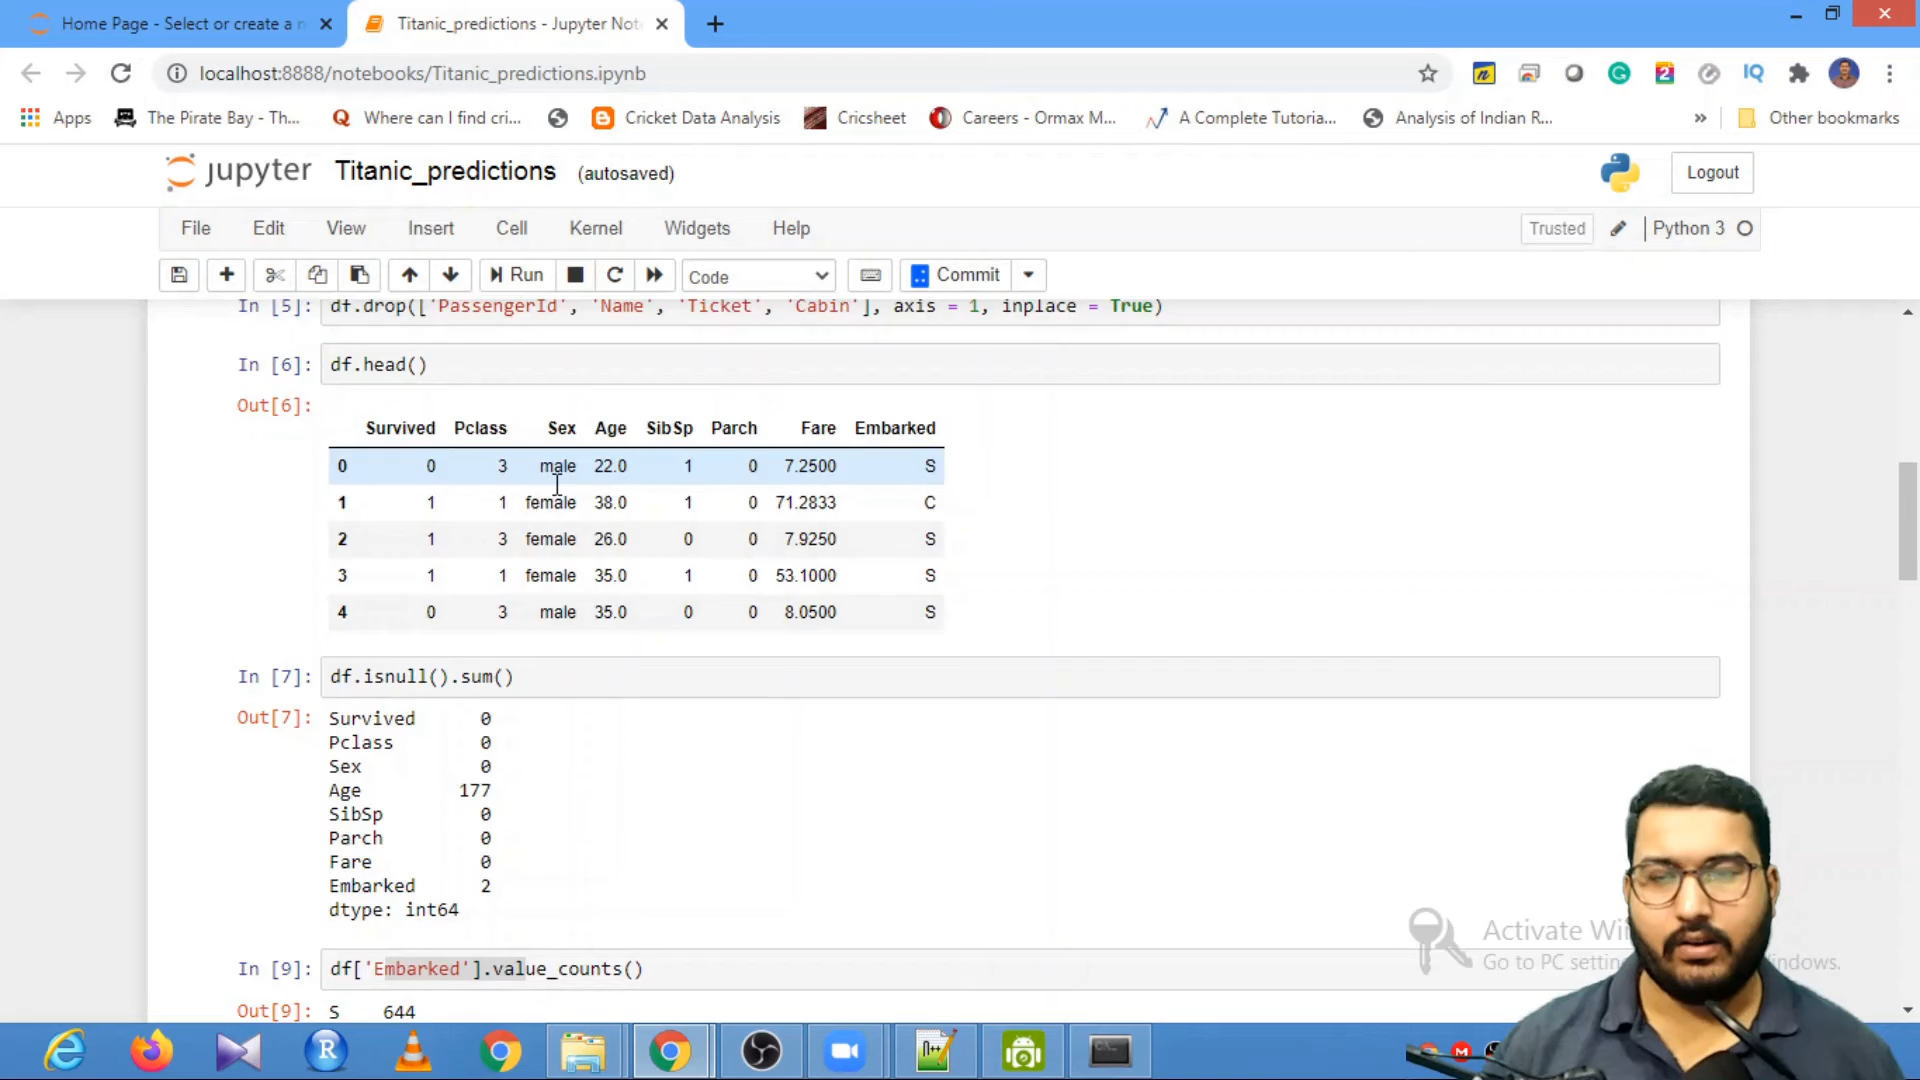 Home Page - Select or create a n
Titanic_predictions - Jupyter Not
localhost:8888/notebooks/Titanic_predictions.ipynb
Apps
The Pirate Bay - Th...
Where can I find cri...
Cricket Data Analysis
Cricsheet
Careers - Ormax M...
A Complete Tutoria...
Analysis of Indian R...
»
Other bookmarks
jupyter Titanic_predictions (autosaved)
Logout
File Edit View Insert Cell Kernel Widgets Help
Trusted
Python 3
Run
Code
Commit
In [5]: df.drop(['PassengerId', 'Name', 'Ticket', 'Cabin'], axis = 1, inplace = True)
In [6]: df.head()
Out[6]:
Survived Pclass Sex Age SibSp Parch Fare Embarked
0 0 3 male 22.0 1 0 7.2500 S
1 1 1 female 38.0 1 0 71.2833 C
2 1 3 female 26.0 0 0 7.9250 S
3 1 1 female 35.0 1 0 53.1000 S
4 0 3 male 35.0 0 0 8.0500 S
In [7]: df.isnull().sum()
Out[7]: Survived 0
Pclass 0
Sex 0
Age 177
SibSp 0
Parch 0
Fare 0
Embarked 2
dtype: int64
In [9]: df['Embarked'].value_counts()
Out[9]: S 644
Activate Wi
Go to PC settin
ndows.